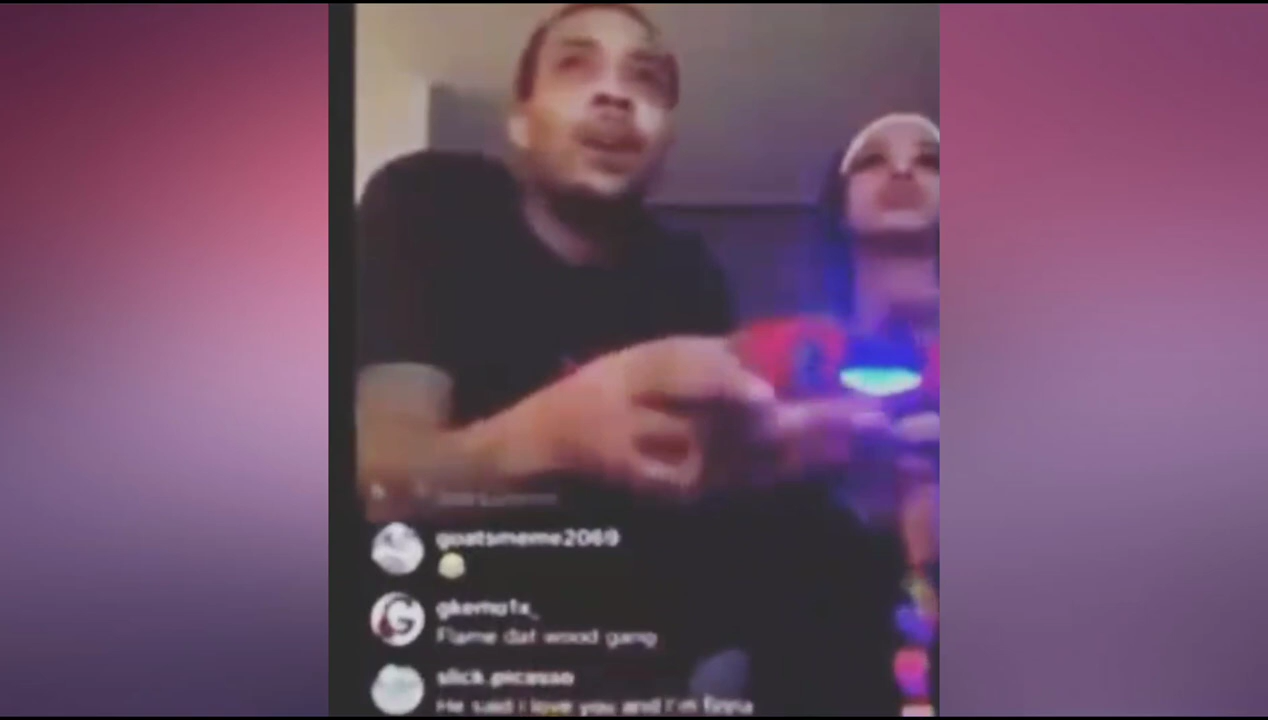 goatsmeme2069
gkemo1x_
Flame dat wood gang
slick.picasso
He said I love you and I'm finna